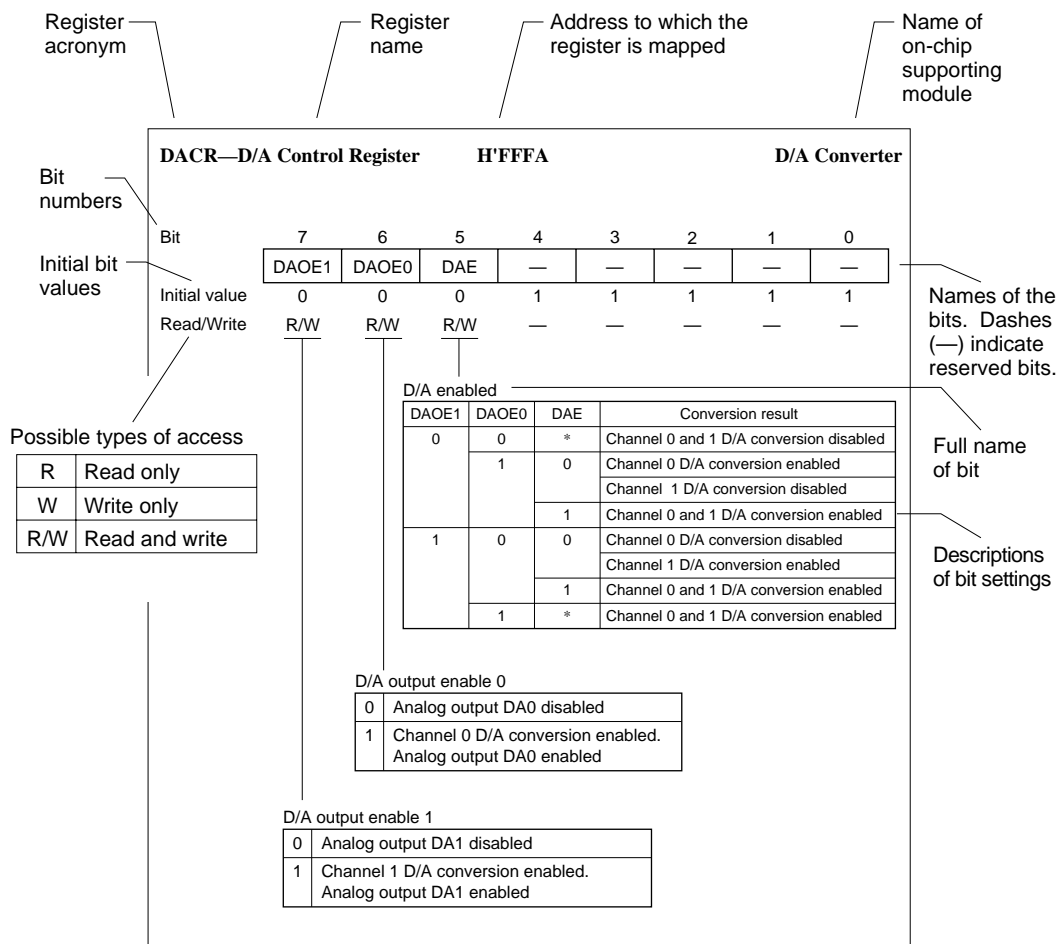 Register
acronym
Register
name
Address to which the
register is mapped
Name of
on-chip
supporting
module
DACR—D/A Control Register H'FFFA D/A Converter
Bit
numbers
Bit 7 6 5 4 3 2 1 0
DAOE1 DAOE0 DAE — — — — —
Initial bit
values
Initial value 0 0 0 1 1 1 1 1
Read/Write R/W R/W R/W — — — — —
Names of the
bits. Dashes
(—) indicate
reserved bits.
Possible types of access
R Read only
W Write only
R/W Read and write
D/A enabled
DAOE1 DAOE0 DAE Conversion result
0 0 * Channel 0 and 1 D/A conversion disabled
1 0 Channel 0 D/A conversion enabled
Channel 1 D/A conversion disabled
1 Channel 0 and 1 D/A conversion enabled
1 0 0 Channel 0 D/A conversion disabled
Channel 1 D/A conversion enabled
1 Channel 0 and 1 D/A conversion enabled
1 * Channel 0 and 1 D/A conversion enabled
Full name
of bit
Descriptions
of bit settings
D/A output enable 0
0 Analog output DA0 disabled
1 Channel 0 D/A conversion enabled.
Analog output DA0 enabled
D/A output enable 1
0 Analog output DA1 disabled
1 Channel 1 D/A conversion enabled.
Analog output DA1 enabled